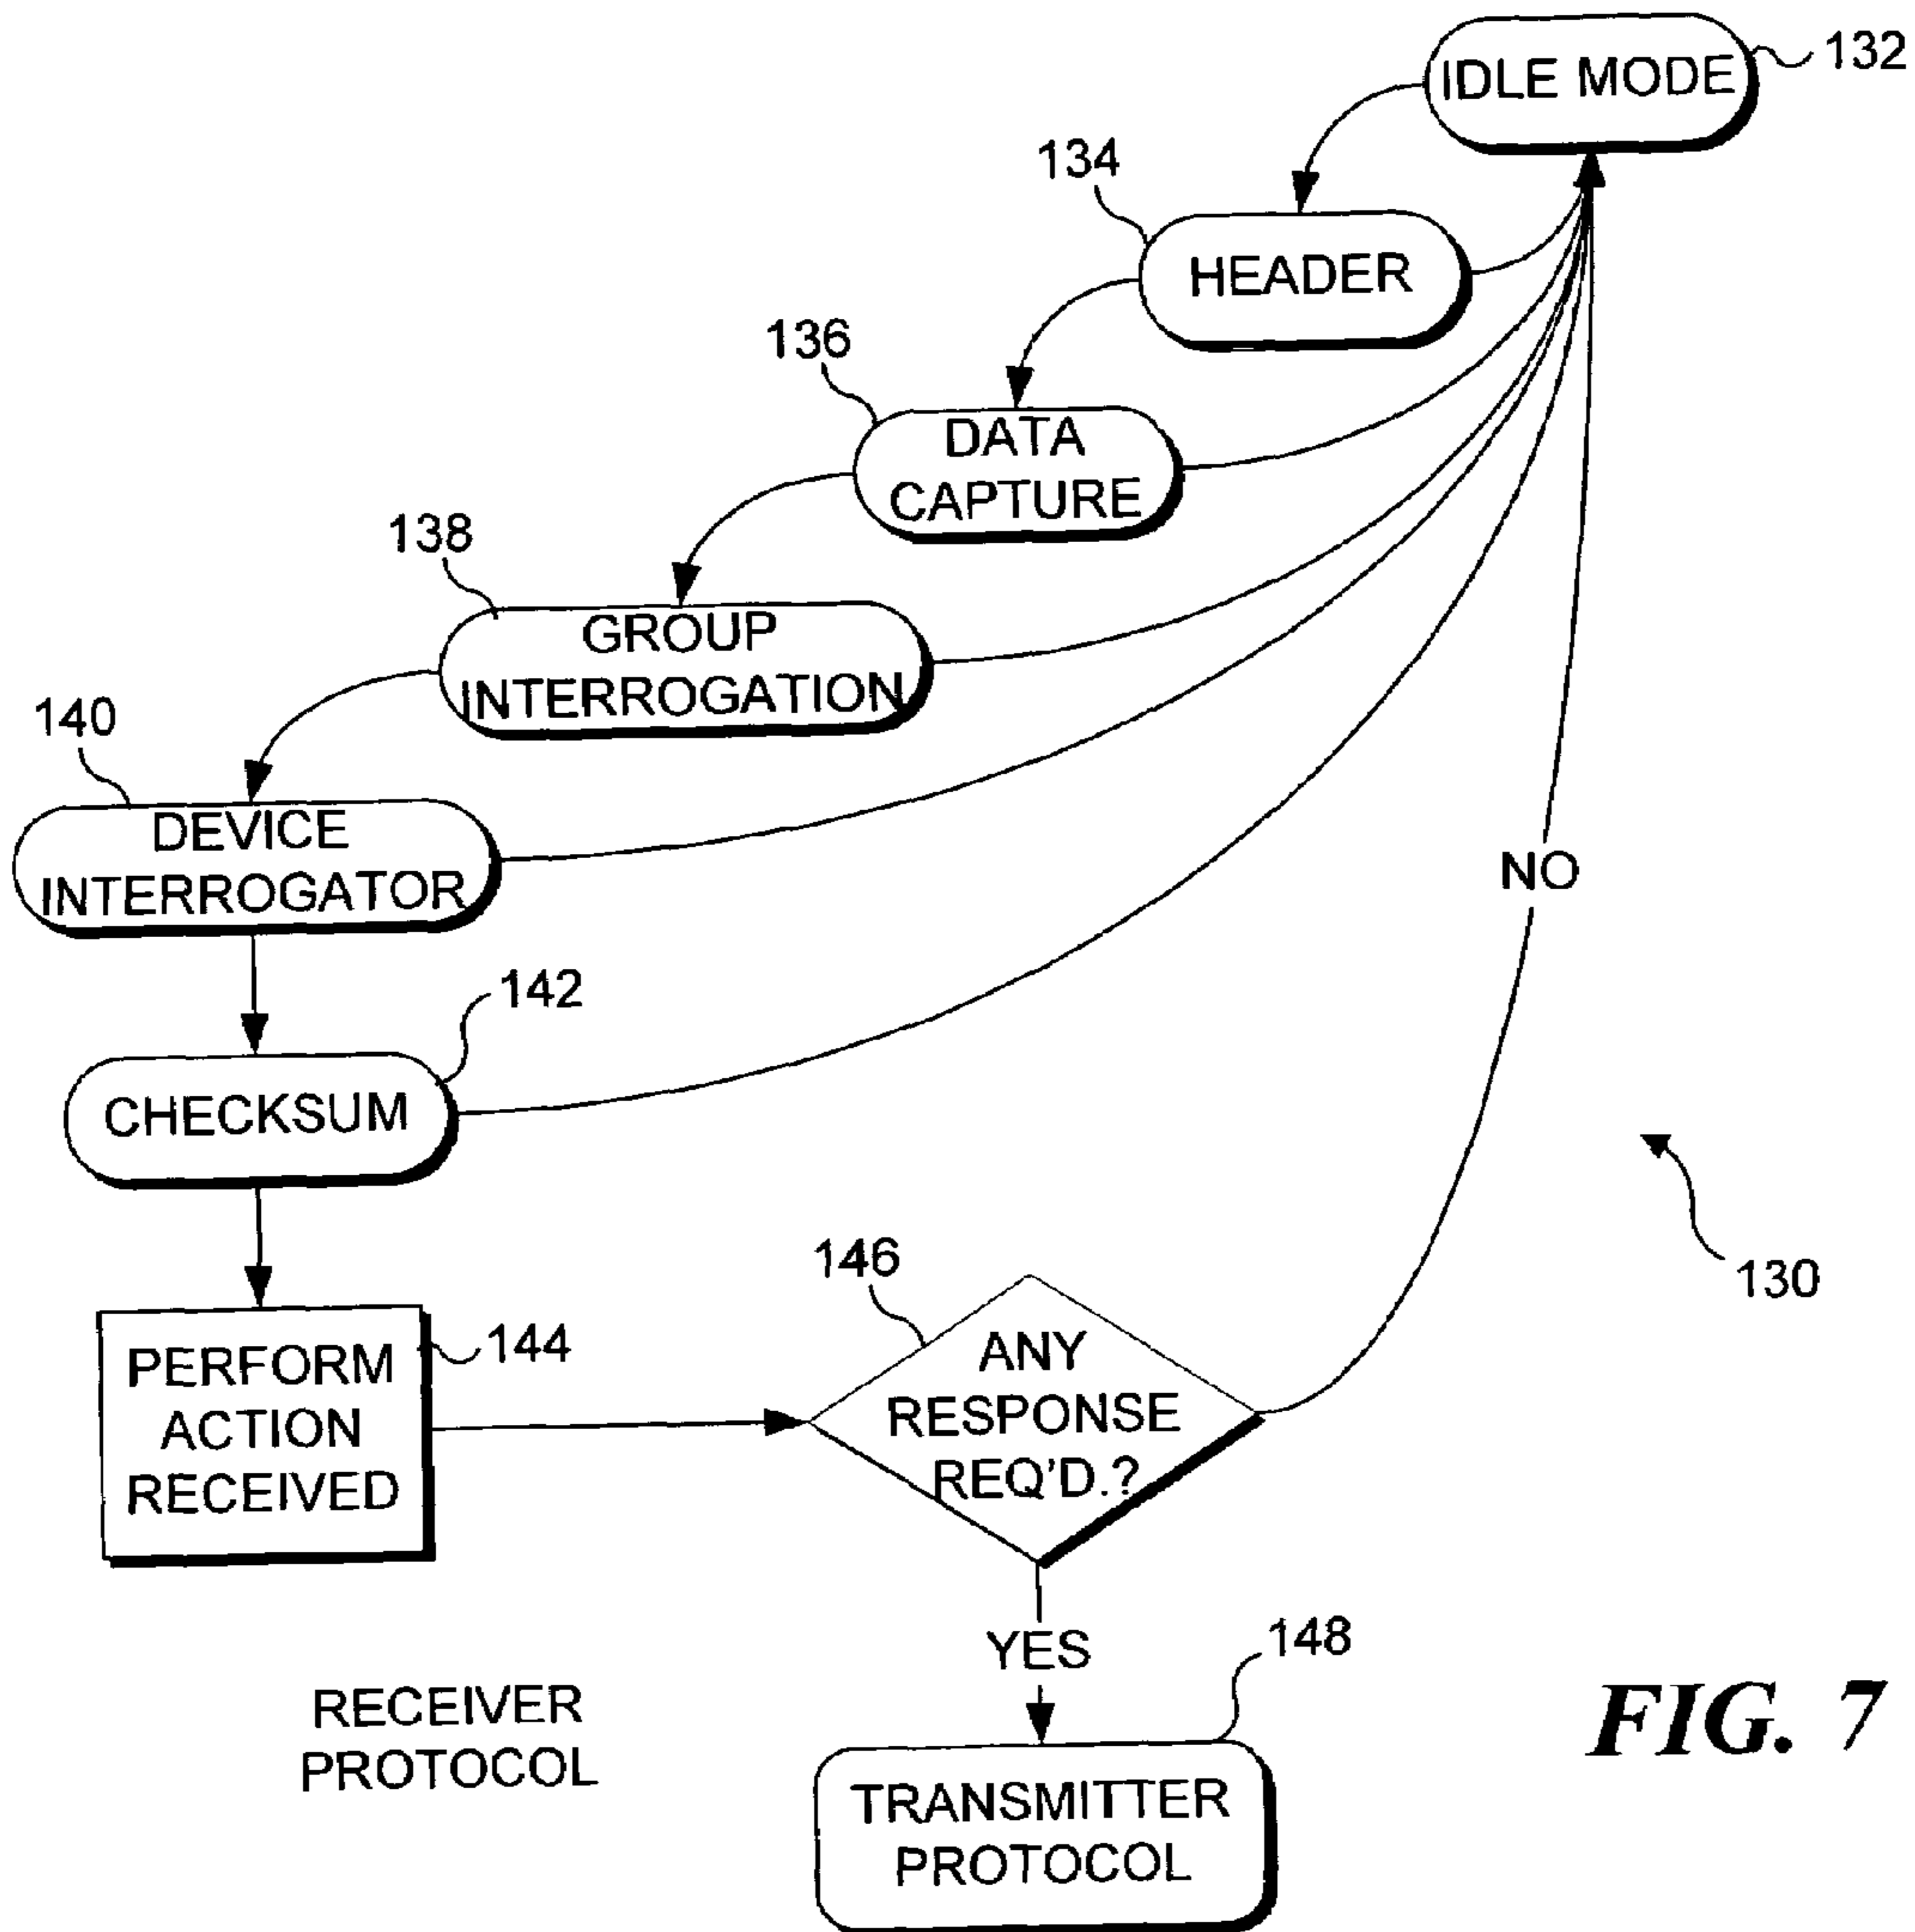 IDLE MODE
132
134
HEADER
136
DATA
CAPTURE
138
GROUP
INTERROGATION
140
DEVICE
INTERROGATOR
NO
142
CHECKSUM
130
146
144
PERFORM
ACTION
RECEIVED
ANY
RESPONSE
REQ'D.?
YES
148
RECEIVER
PROTOCOL
TRANSMITTER
PROTOCOL
FIG. 7